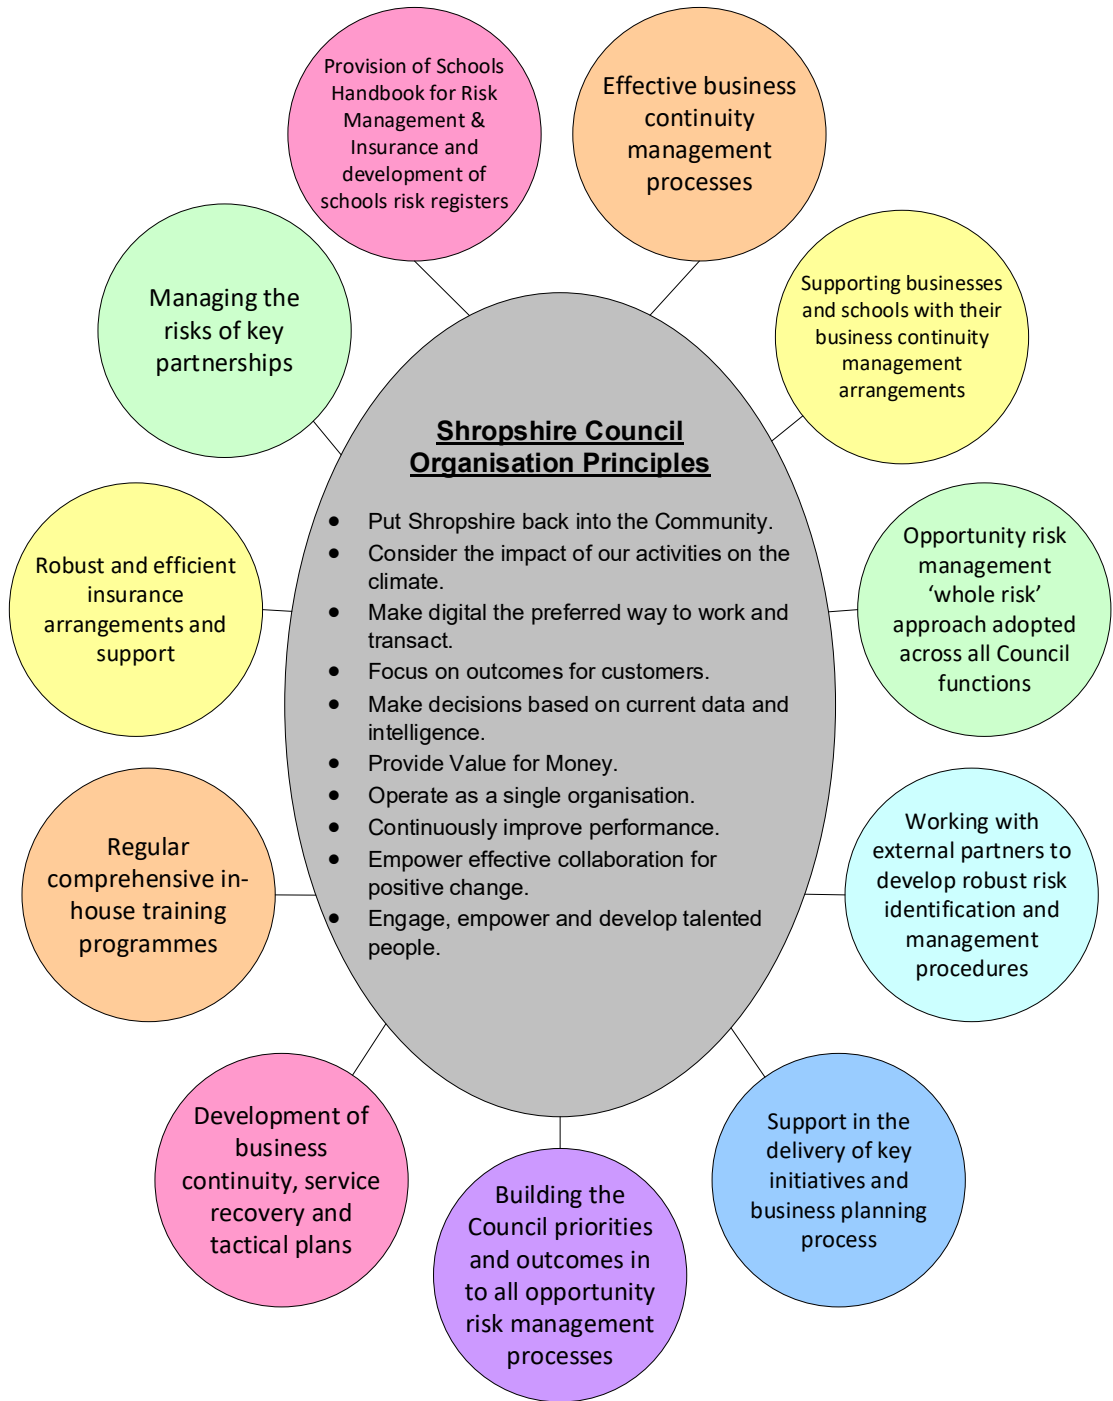 Provision of Schools
Handbook for Risk
Management &
Insurance and
development of
schools risk registers
Effective business
continuity
management
processes
Supporting businesses
and schools with their
business continuity
management
arrangements
Opportunity risk
management
‘whole risk’
approach adopted
across all Council
functions
Working with
external partners to
develop robust risk
identification and
management
procedures
Support in the
delivery of key
initiatives and
business planning
process
Building the
Council priorities
and outcomes in
to all opportunity
risk management
processes
Development of
business
continuity, service
recovery and
tactical plans
Regular
comprehensive in-
house training
programmes
Robust and efficient
insurance
arrangements and
support
Managing the
risks of key
partnerships
Shropshire Council
Organisation Principles
• Put Shropshire back into the Community.
• Consider the impact of our activities on the
climate.
• Make digital the preferred way to work and
transact.
• Focus on outcomes for customers.
• Make decisions based on current data and
intelligence.
• Provide Value for Money.
• Operate as a single organisation.
• Continuously improve performance.
• Empower effective collaboration for
positive change.
• Engage, empower and develop talented
people.